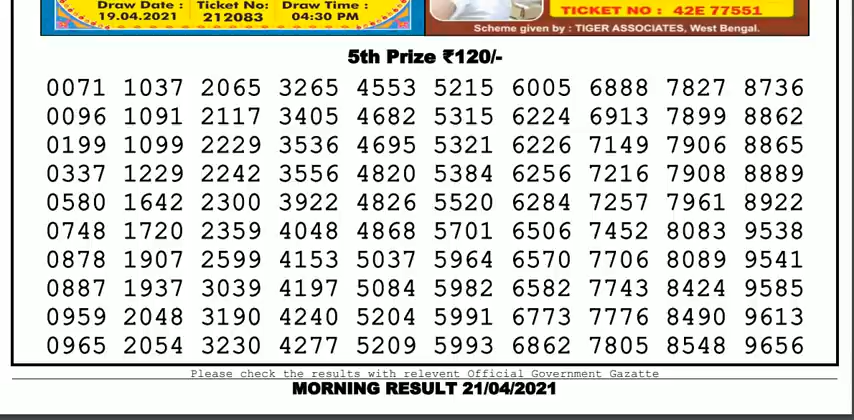 Draw Date : Ticket No: Draw Time :
19.04.2021 212083 04:30 PM
TICKET NO : 42E 77551
Scheme given by : TIGER ASSOCIATES, West Bengal.
5th Prize ₹120/-
0071 1037 2065 3265 4553 5215 6005 6888 7827 8736
0096 1091 2117 3405 4682 5315 6224 6913 7899 8862
0199 1099 2229 3536 4695 5321 6226 7149 7906 8865
0337 1229 2242 3556 4820 5384 6256 7216 7908 8889
0580 1642 2300 3922 4826 5520 6284 7257 7961 8922
0748 1720 2359 4048 4868 5701 6506 7452 8083 9538
0878 1907 2599 4153 5037 5964 6570 7706 8089 9541
0887 1937 3039 4197 5084 5982 6582 7743 8424 9585
0959 2048 3190 4240 5204 5991 6773 7776 8490 9613
0965 2054 3230 4277 5209 5993 6862 7805 8548 9656
Please check the results with relevent Official Government Gazatte
MORNING RESULT 21/04/2021